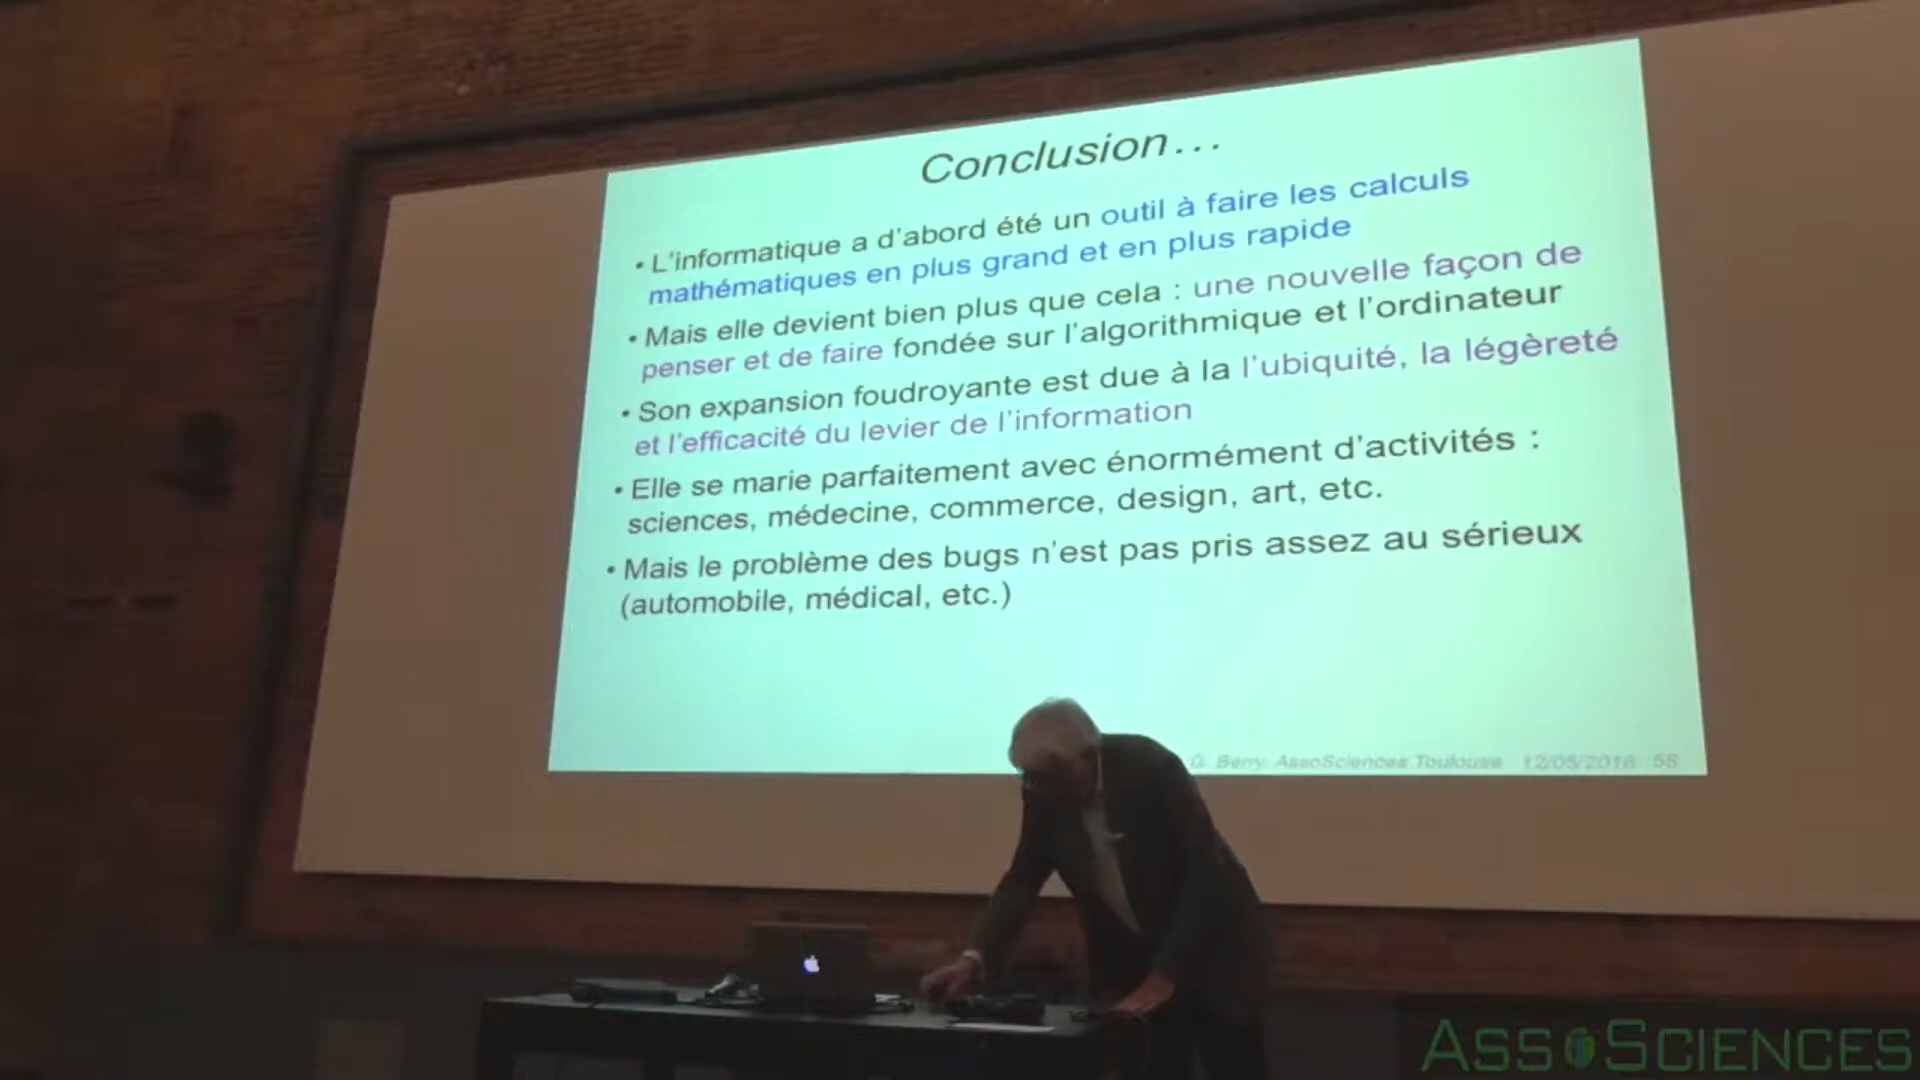 Conclusion…
• L'informatique a d'abord été un outil à faire les calculs
mathématiques en plus grand et en plus rapide
• Mais elle devient bien plus que cela : une nouvelle façon de
penser et de faire fondée sur l'algorithmique et l'ordinateur
• Son expansion foudroyante est due à la l'ubiquité, la légèreté
et l'efficacité du levier de l'information
• Elle se marie parfaitement avec énormément d'activités :
sciences, médecine, commerce, design, art, etc.
• Mais le problème des bugs n'est pas pris assez au sérieux
(automobile, médical, etc.)
G. Berry, AssoSciences Toulouse 12/05/2016 58
ASSOSCIENCES